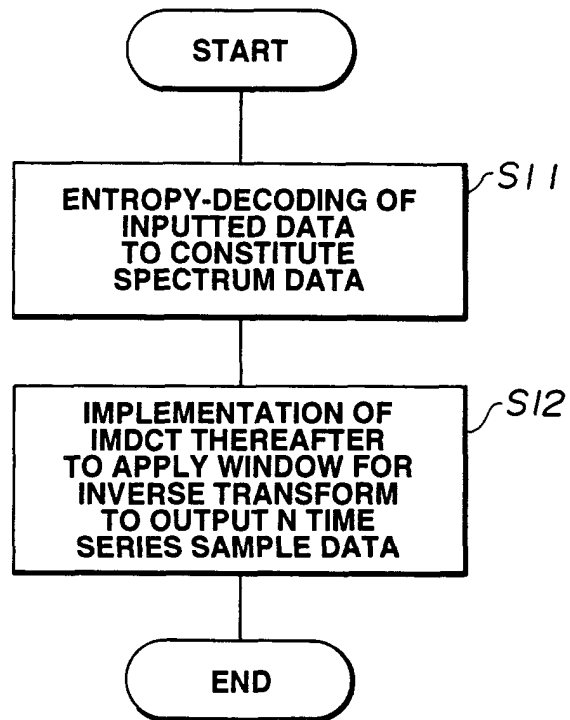 START
ENTROPY-DECODING OF
INPUTTED DATA
TO CONSTITUTE
SPECTRUM DATA
S11
IMPLEMENTATION OF
IMDCT THEREAFTER
TO APPLY WINDOW FOR
INVERSE TRANSFORM
TO OUTPUT N TIME
SERIES SAMPLE DATA
S12
END